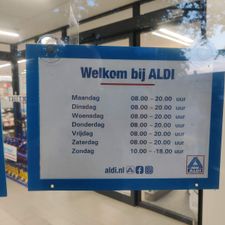 Welkom bij ALDI
Maandag 08.00 - 20.00 uur
Dinsdag 08.00 - 20.00 uur
Woensdag 08.00 - 20.00 uur
Donderdag 08.00 - 20.00 uur
Vrijdag 08.00 - 20.00 uur
Zaterdag 08.00 - 20.00 uur
Zondag 10.00 - 18.00 uur
aldi.nl
ALDI